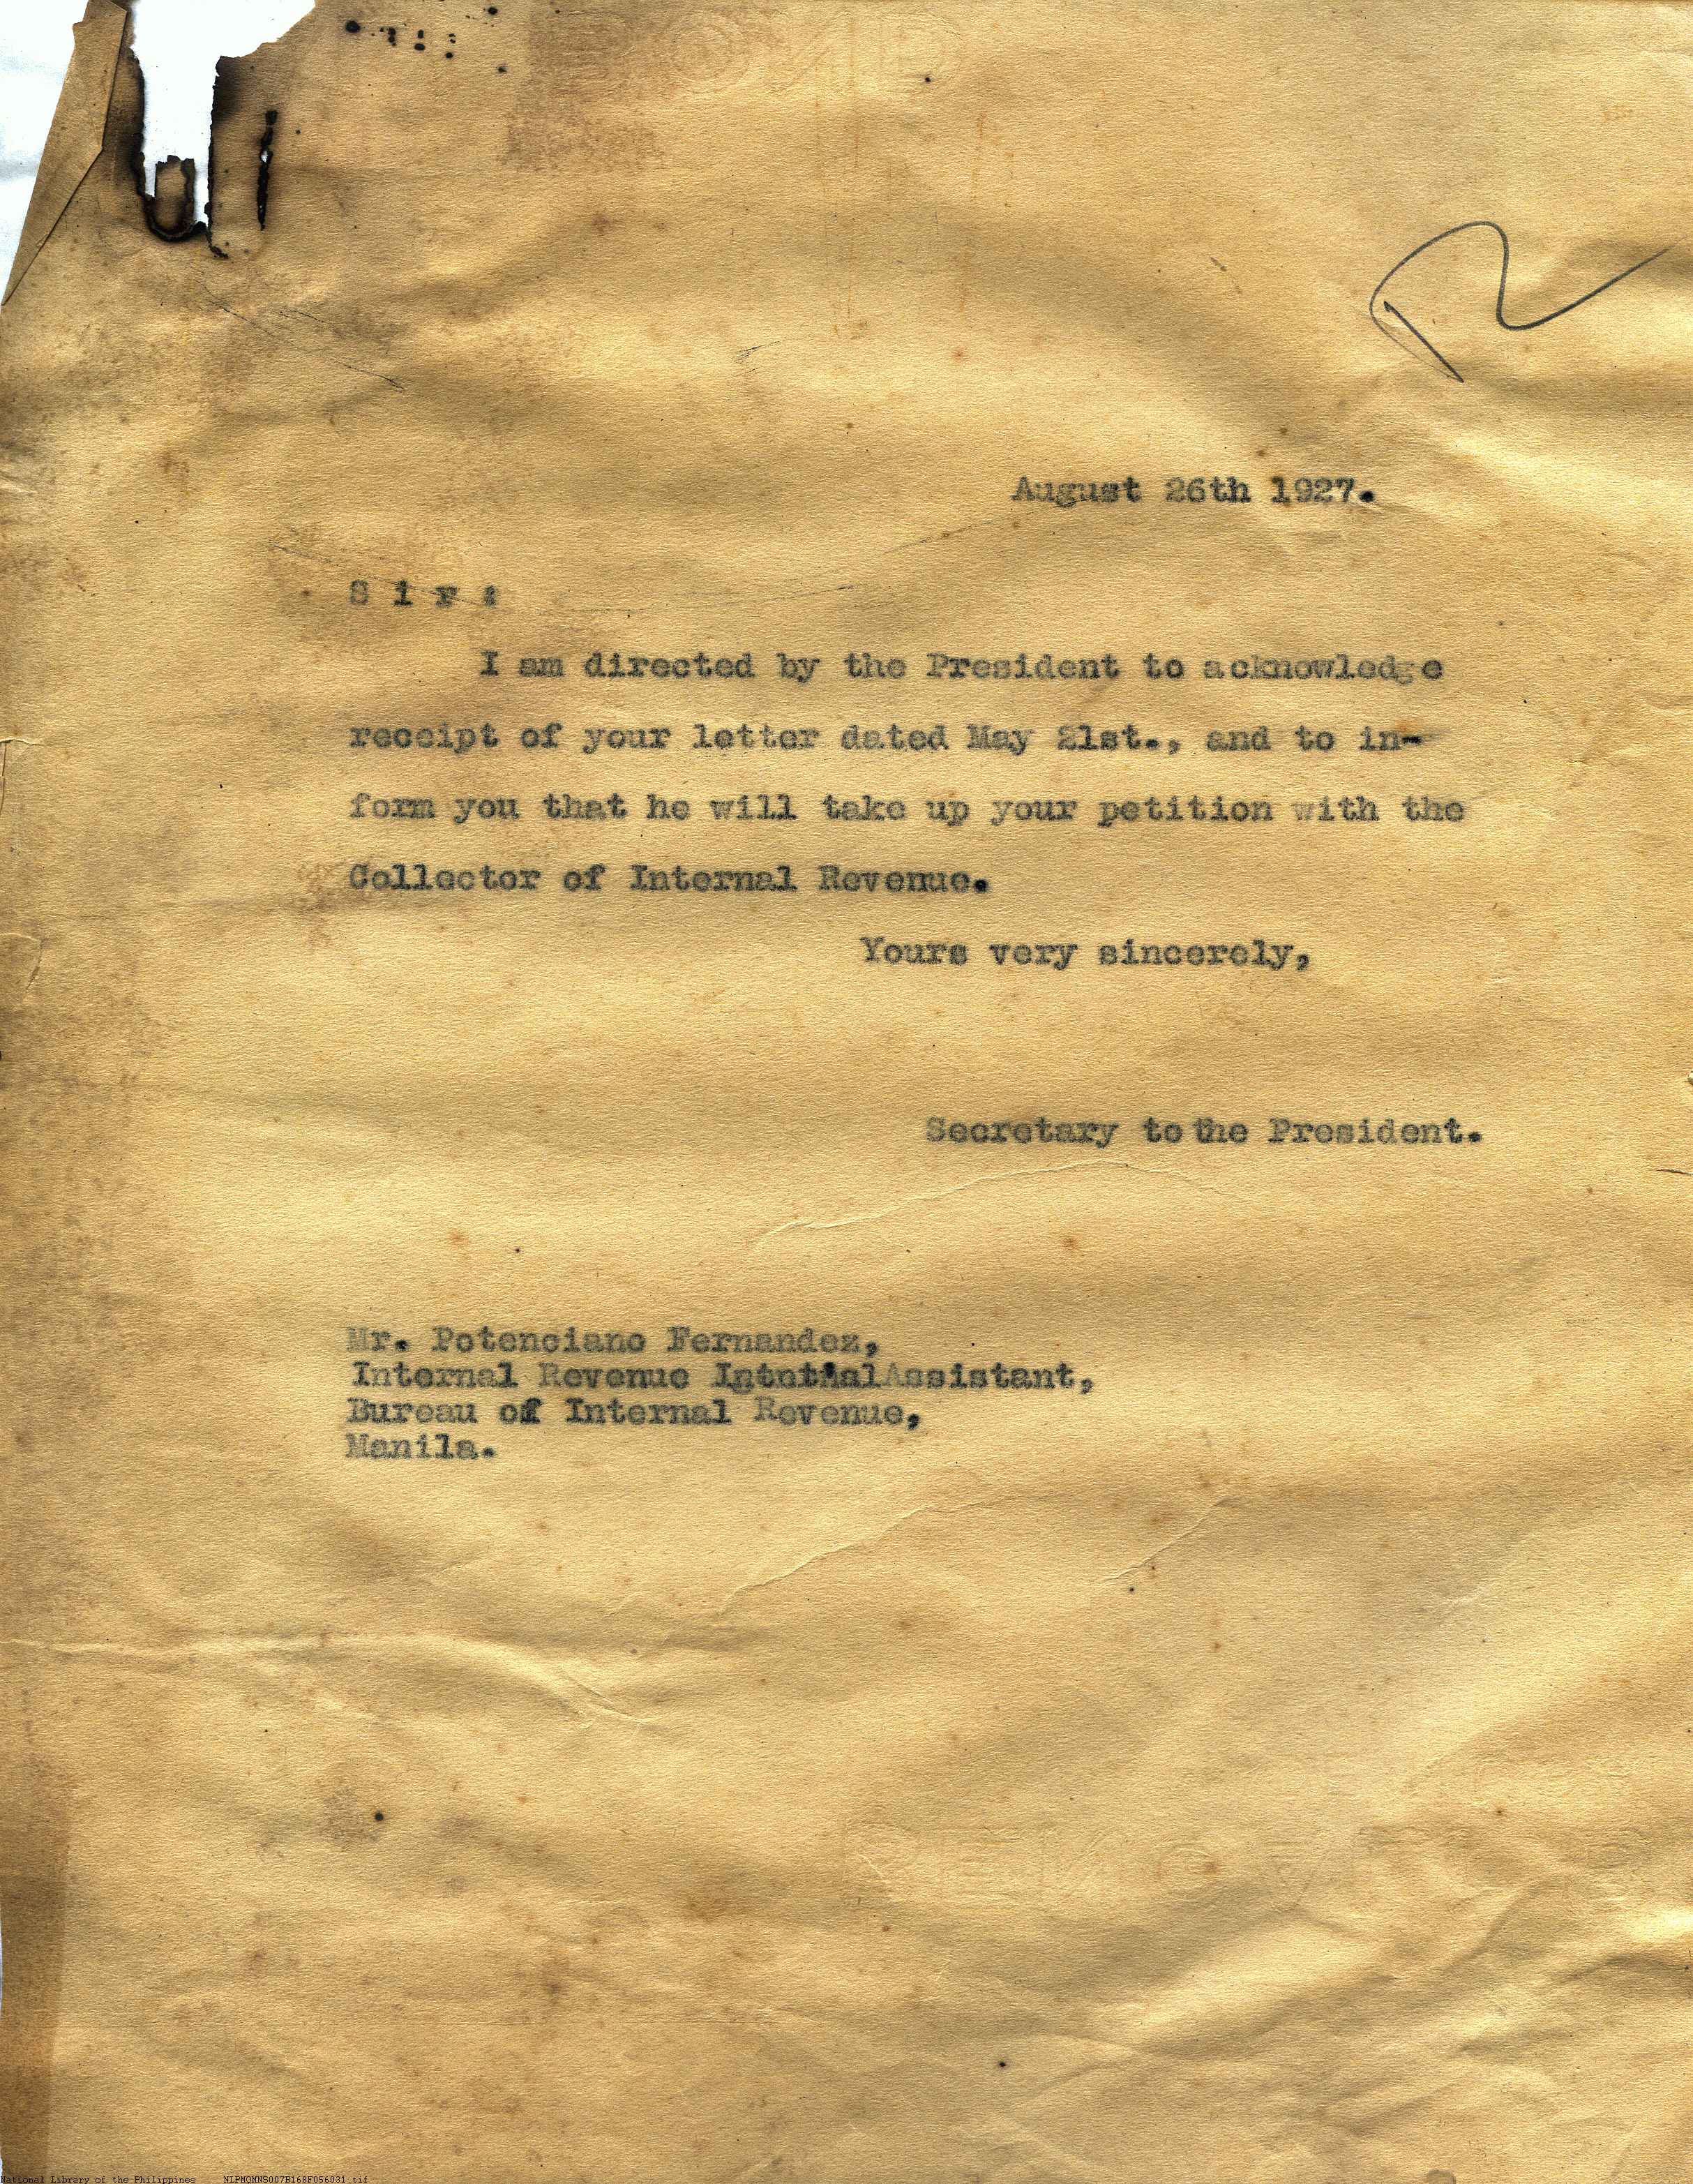 August 26th 1927.
S i r :
I am directed by the President to acknowledge
receipt of your letter dated May 21st., and to in-
form you that he will take up your petition with the
Collector of Internal Revenue.
Yours very sincerely,
Secretary to the President.
Mr. Potenciano Fernandez,
Internal Revenue Assistant,
Bureau of Internal Revenue,
Manila.
National Library of the Philippines NLPMQMNS007B168F056031.tif